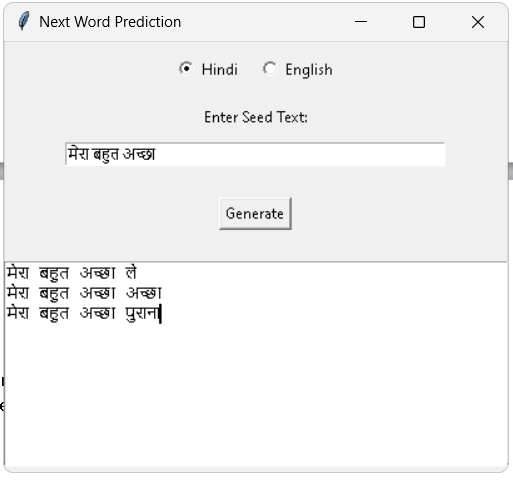 Next Word Prediction
Hindi English
Enter Seed Text:
मेरा बहुत अच्छा
Generate
मेरा बहुत अच्छा ले
मेरा बहुत अच्छा अच्छा
मेरा बहुत अच्छा पुराना